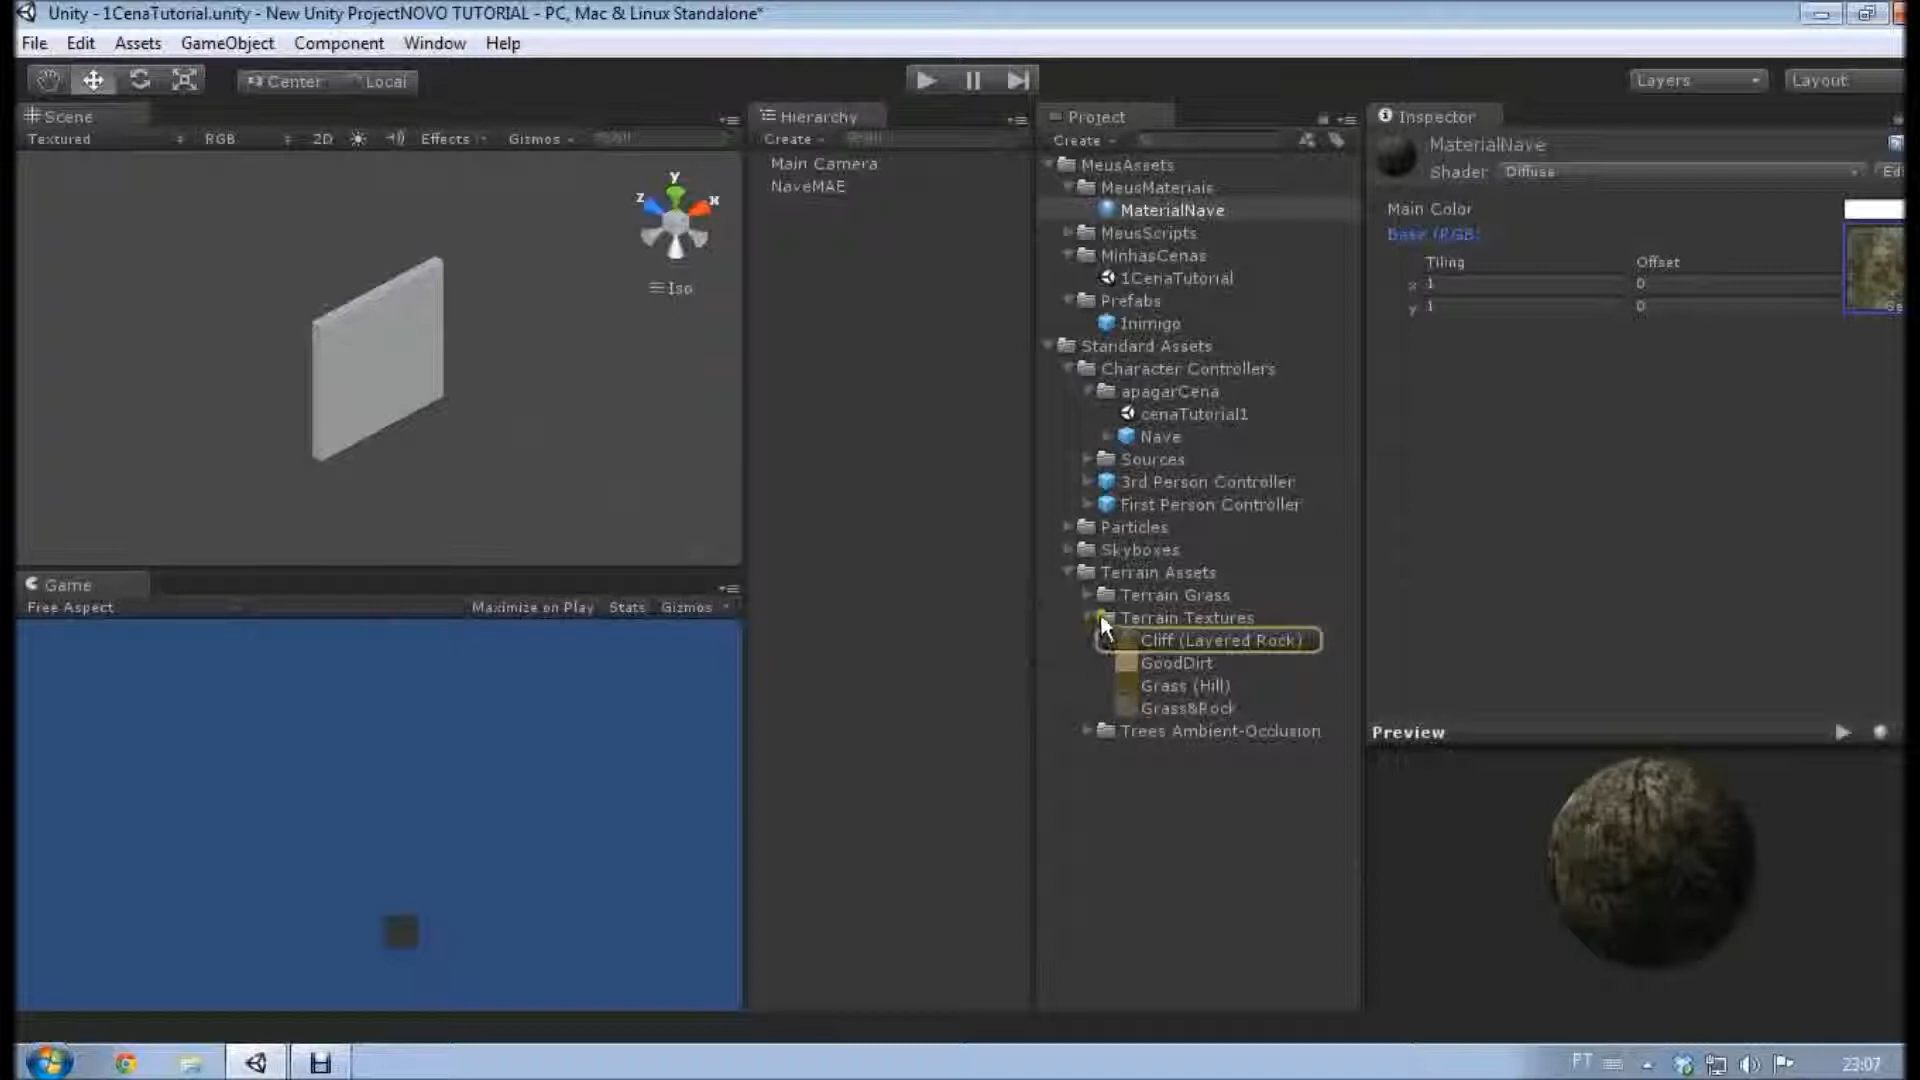 Unity - 1CenaTutorial.unity - New Unity ProjectNOVO TUTORIAL - PC, Mac & Linux Standalone*
File Edit Assets GameObject Component Window Help
Center Local Layers Layout
Scene
Textured RGB 2D Effects Gizmos
y
z x
Iso
Game
Free Aspect Maximize on Play Stats Gizmos
Hierarchy
Create
Main Camera
NaveMAE
Project
Create
MeusAssets
MeusMateriais
MaterialNave
MeusScripts
MinhasCenas
1CenaTutorial
Prefabs
1nimigo
Standard Assets
Character Controllers
apagarCena
cenaTutorial1
Nave
Sources
3rd Person Controller
First Person Controller
Particles
Skyboxes
Terrain Assets
Terrain Grass
Terrain Textures
Cliff (Layered Rock)
GoodDirt
Grass (Hill)
Grass&Rock
Trees Ambient-Occlusion
Inspector
MaterialNave
Shader Diffuse
Main Color
Base (RGB)
Tiling Offset
x 1 0
y 1 0
Preview
PT 23:07